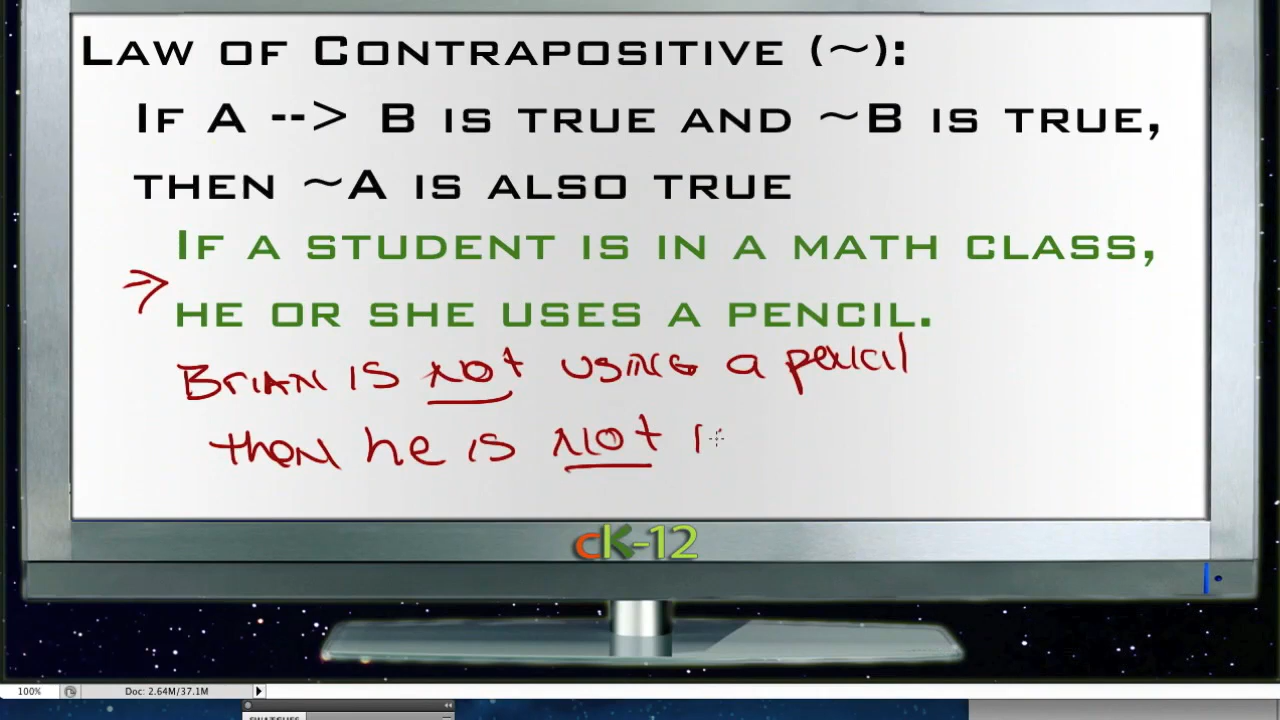 LAW OF CONTRAPOSITIVE (~):
IF A --> B IS TRUE AND ~B IS TRUE,
THEN ~A IS ALSO TRUE
IF A STUDENT IS IN A MATH CLASS,
HE OR SHE USES A PENCIL.
BRIAN IS NOT USING A pencil
then he is NOT I
cK-12
100% Doc: 2.64M/37.1M